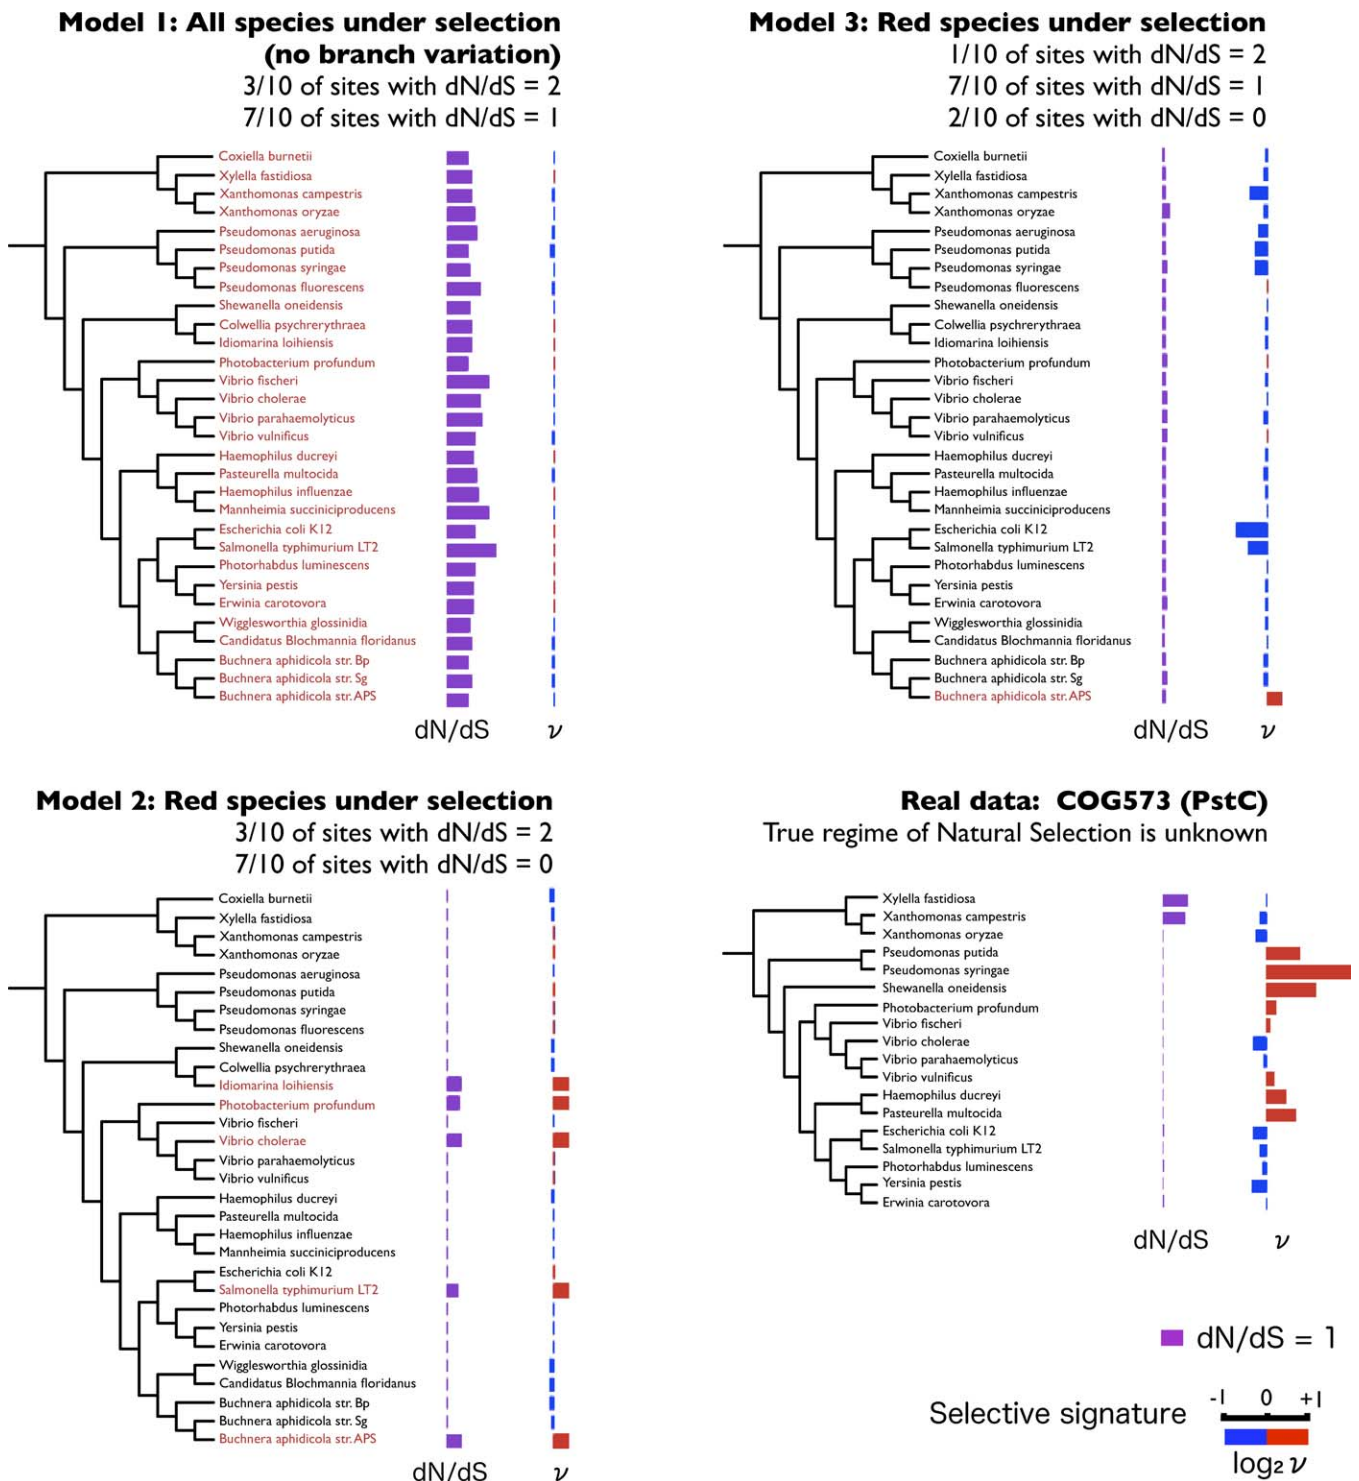 Model 1: All species under selection
(no branch variation)
3/10 of sites with dN/dS = 2
7/10 of sites with dN/dS = 1
Coxiella burnetii
Xylella fastidiosa
Xanthomonas campestris
Xanthomonas oryzae
Pseudomonas aeruginosa
Pseudomonas putida
Pseudomonas syringae
Pseudomonas fluorescens
Shewanella oneidensis
Colwellia psychrerythraea
Idiomarina loihiensis
Photobacterium profundum
Vibrio fischeri
Vibrio cholerae
Vibrio parahaemolyticus
Vibrio vulnificus
Haemophilus ducreyi
Pasteurella multocida
Haemophilus influenzae
Mannheimia succiniciproducens
Escherichia coli K12
Salmonella typhimurium LT2
Photorhabdus luminescens
Yersinia pestis
Erwinia carotovora
Wigglesworthia glossinidia
Candidatus Blochmannia floridanus
Buchnera aphidicola str. Bp
Buchnera aphidicola str. Sg
Buchnera aphidicola str. APS
dN/dS ν
Model 3: Red species under selection
1/10 of sites with dN/dS = 2
7/10 of sites with dN/dS = 1
2/10 of sites with dN/dS = 0
Coxiella burnetii
Xylella fastidiosa
Xanthomonas campestris
Xanthomonas oryzae
Pseudomonas aeruginosa
Pseudomonas putida
Pseudomonas syringae
Pseudomonas fluorescens
Shewanella oneidensis
Colwellia psychrerythraea
Idiomarina loihiensis
Photobacterium profundum
Vibrio fischeri
Vibrio cholerae
Vibrio parahaemolyticus
Vibrio vulnificus
Haemophilus ducreyi
Pasteurella multocida
Haemophilus influenzae
Mannheimia succiniciproducens
Escherichia coli K12
Salmonella typhimurium LT2
Photorhabdus luminescens
Yersinia pestis
Erwinia carotovora
Wigglesworthia glossinidia
Candidatus Blochmannia floridanus
Buchnera aphidicola str. Bp
Buchnera aphidicola str. Sg
Buchnera aphidicola str. APS
dN/dS ν
Model 2: Red species under selection
3/10 of sites with dN/dS = 2
7/10 of sites with dN/dS = 0
Coxiella burnetii
Xylella fastidiosa
Xanthomonas campestris
Xanthomonas oryzae
Pseudomonas aeruginosa
Pseudomonas putida
Pseudomonas syringae
Pseudomonas fluorescens
Shewanella oneidensis
Colwellia psychrerythraea
Idiomarina loihiensis
Photobacterium profundum
Vibrio fischeri
Vibrio cholerae
Vibrio parahaemolyticus
Vibrio vulnificus
Haemophilus ducreyi
Pasteurella multocida
Haemophilus influenzae
Mannheimia succiniciproducens
Escherichia coli K12
Salmonella typhimurium LT2
Photorhabdus luminescens
Yersinia pestis
Erwinia carotovora
Wigglesworthia glossinidia
Candidatus Blochmannia floridanus
Buchnera aphidicola str. Bp
Buchnera aphidicola str. Sg
Buchnera aphidicola str. APS
dN/dS ν
Real data: COG573 (PstC)
True regime of Natural Selection is unknown
Xylella fastidiosa
Xanthomonas campestris
Xanthomonas oryzae
Pseudomonas putida
Pseudomonas syringae
Shewanella oneidensis
Photobacterium profundum
Vibrio fischeri
Vibrio cholerae
Vibrio parahaemolyticus
Vibrio vulnificus
Haemophilus ducreyi
Pasteurella multocida
Escherichia coli K12
Salmonella typhimurium LT2
Photorhabdus luminescens
Yersinia pestis
Erwinia carotovora
dN/dS ν
dN/dS = 1
-1 0 +1
Selective signature
log₂ ν